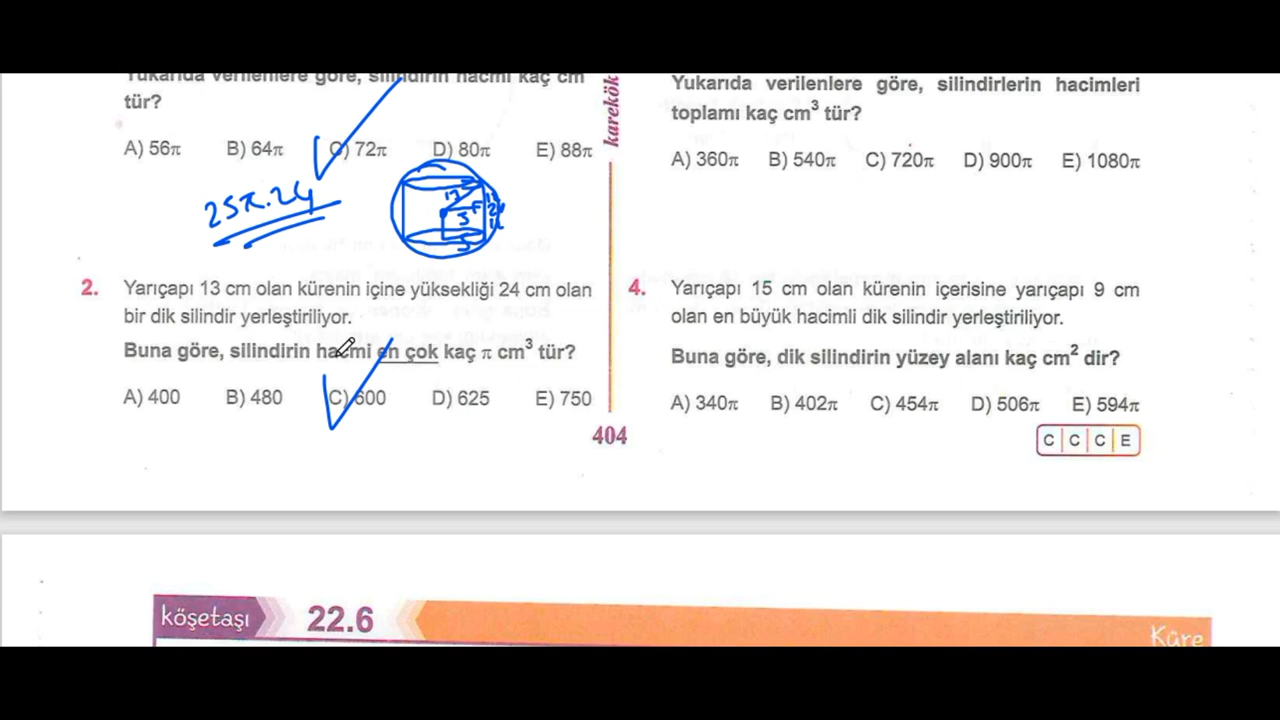 Yukarıda verilenlere göre, silindirin hacmi kaç cm
tür?
A) 56π B) 64π C) 72π D) 80π E) 88π
25π.24
13
12
5
5
2. Yarıçapı 13 cm olan kürenin içine yüksekliği 24 cm olan
bir dik silindir yerleştiriliyor.
Buna göre, silindirin hacmi en çok kaç π cm³ tür?
A) 400 B) 480 C) 600 D) 625 E) 750
karekök
404
Yukarıda verilenlere göre, silindirlerin hacimleri
toplamı kaç cm³ tür?
A) 360π B) 540π C) 720π D) 900π E) 1080π
4. Yarıçapı 15 cm olan kürenin içerisine yarıçapı 9 cm
olan en büyük hacimli dik silindir yerleştiriliyor.
Buna göre, dik silindirin yüzey alanı kaç cm² dir?
A) 340π B) 402π C) 454π D) 506π E) 594π
C C C E
köşetaşı 22.6
Küre